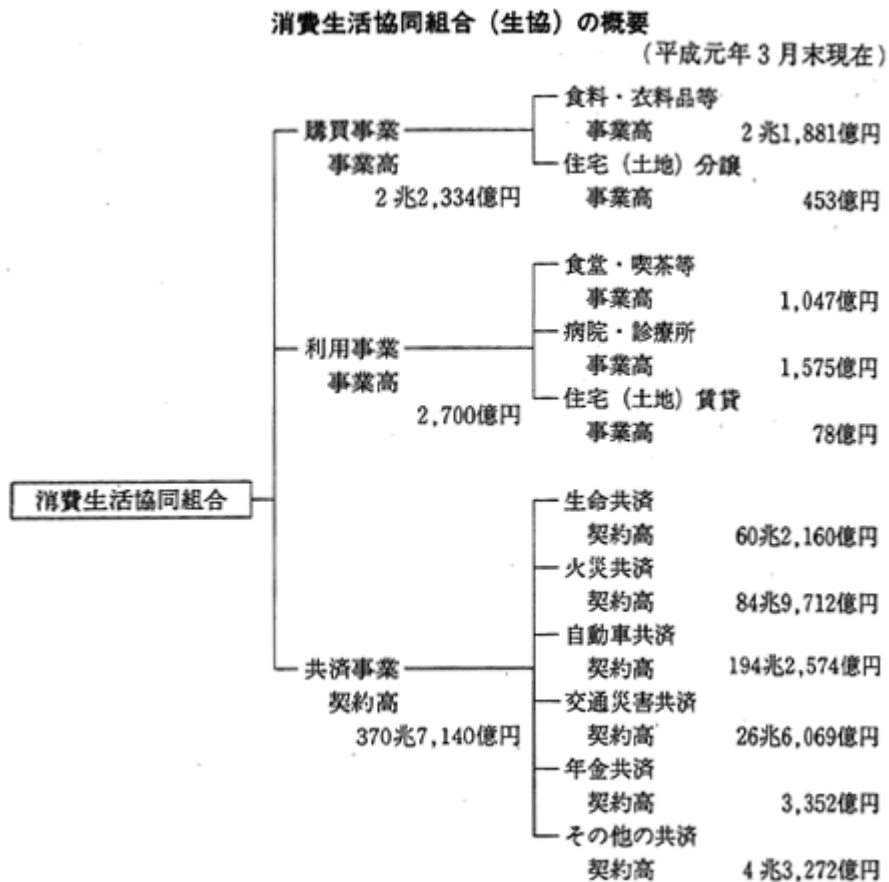 消費生活協同組合（生協）の概要
（平成元年3月末現在）
消費生活協同組合
購買事業
事業高
2兆2,334億円
食料・衣料品等
事業高 2兆1,881億円
住宅（土地）分譲
事業高 453億円
利用事業
事業高
2,700億円
食堂・喫茶等
事業高 1,047億円
病院・診療所
事業高 1,575億円
住宅（土地）賃貸
事業高 78億円
共済事業
契約高
370兆7,140億円
生命共済
契約高 60兆2,160億円
火災共済
契約高 84兆9,712億円
自動車共済
契約高 194兆2,574億円
交通災害共済
契約高 26兆6,069億円
年金共済
契約高 3,352億円
その他の共済
契約高 4兆3,272億円